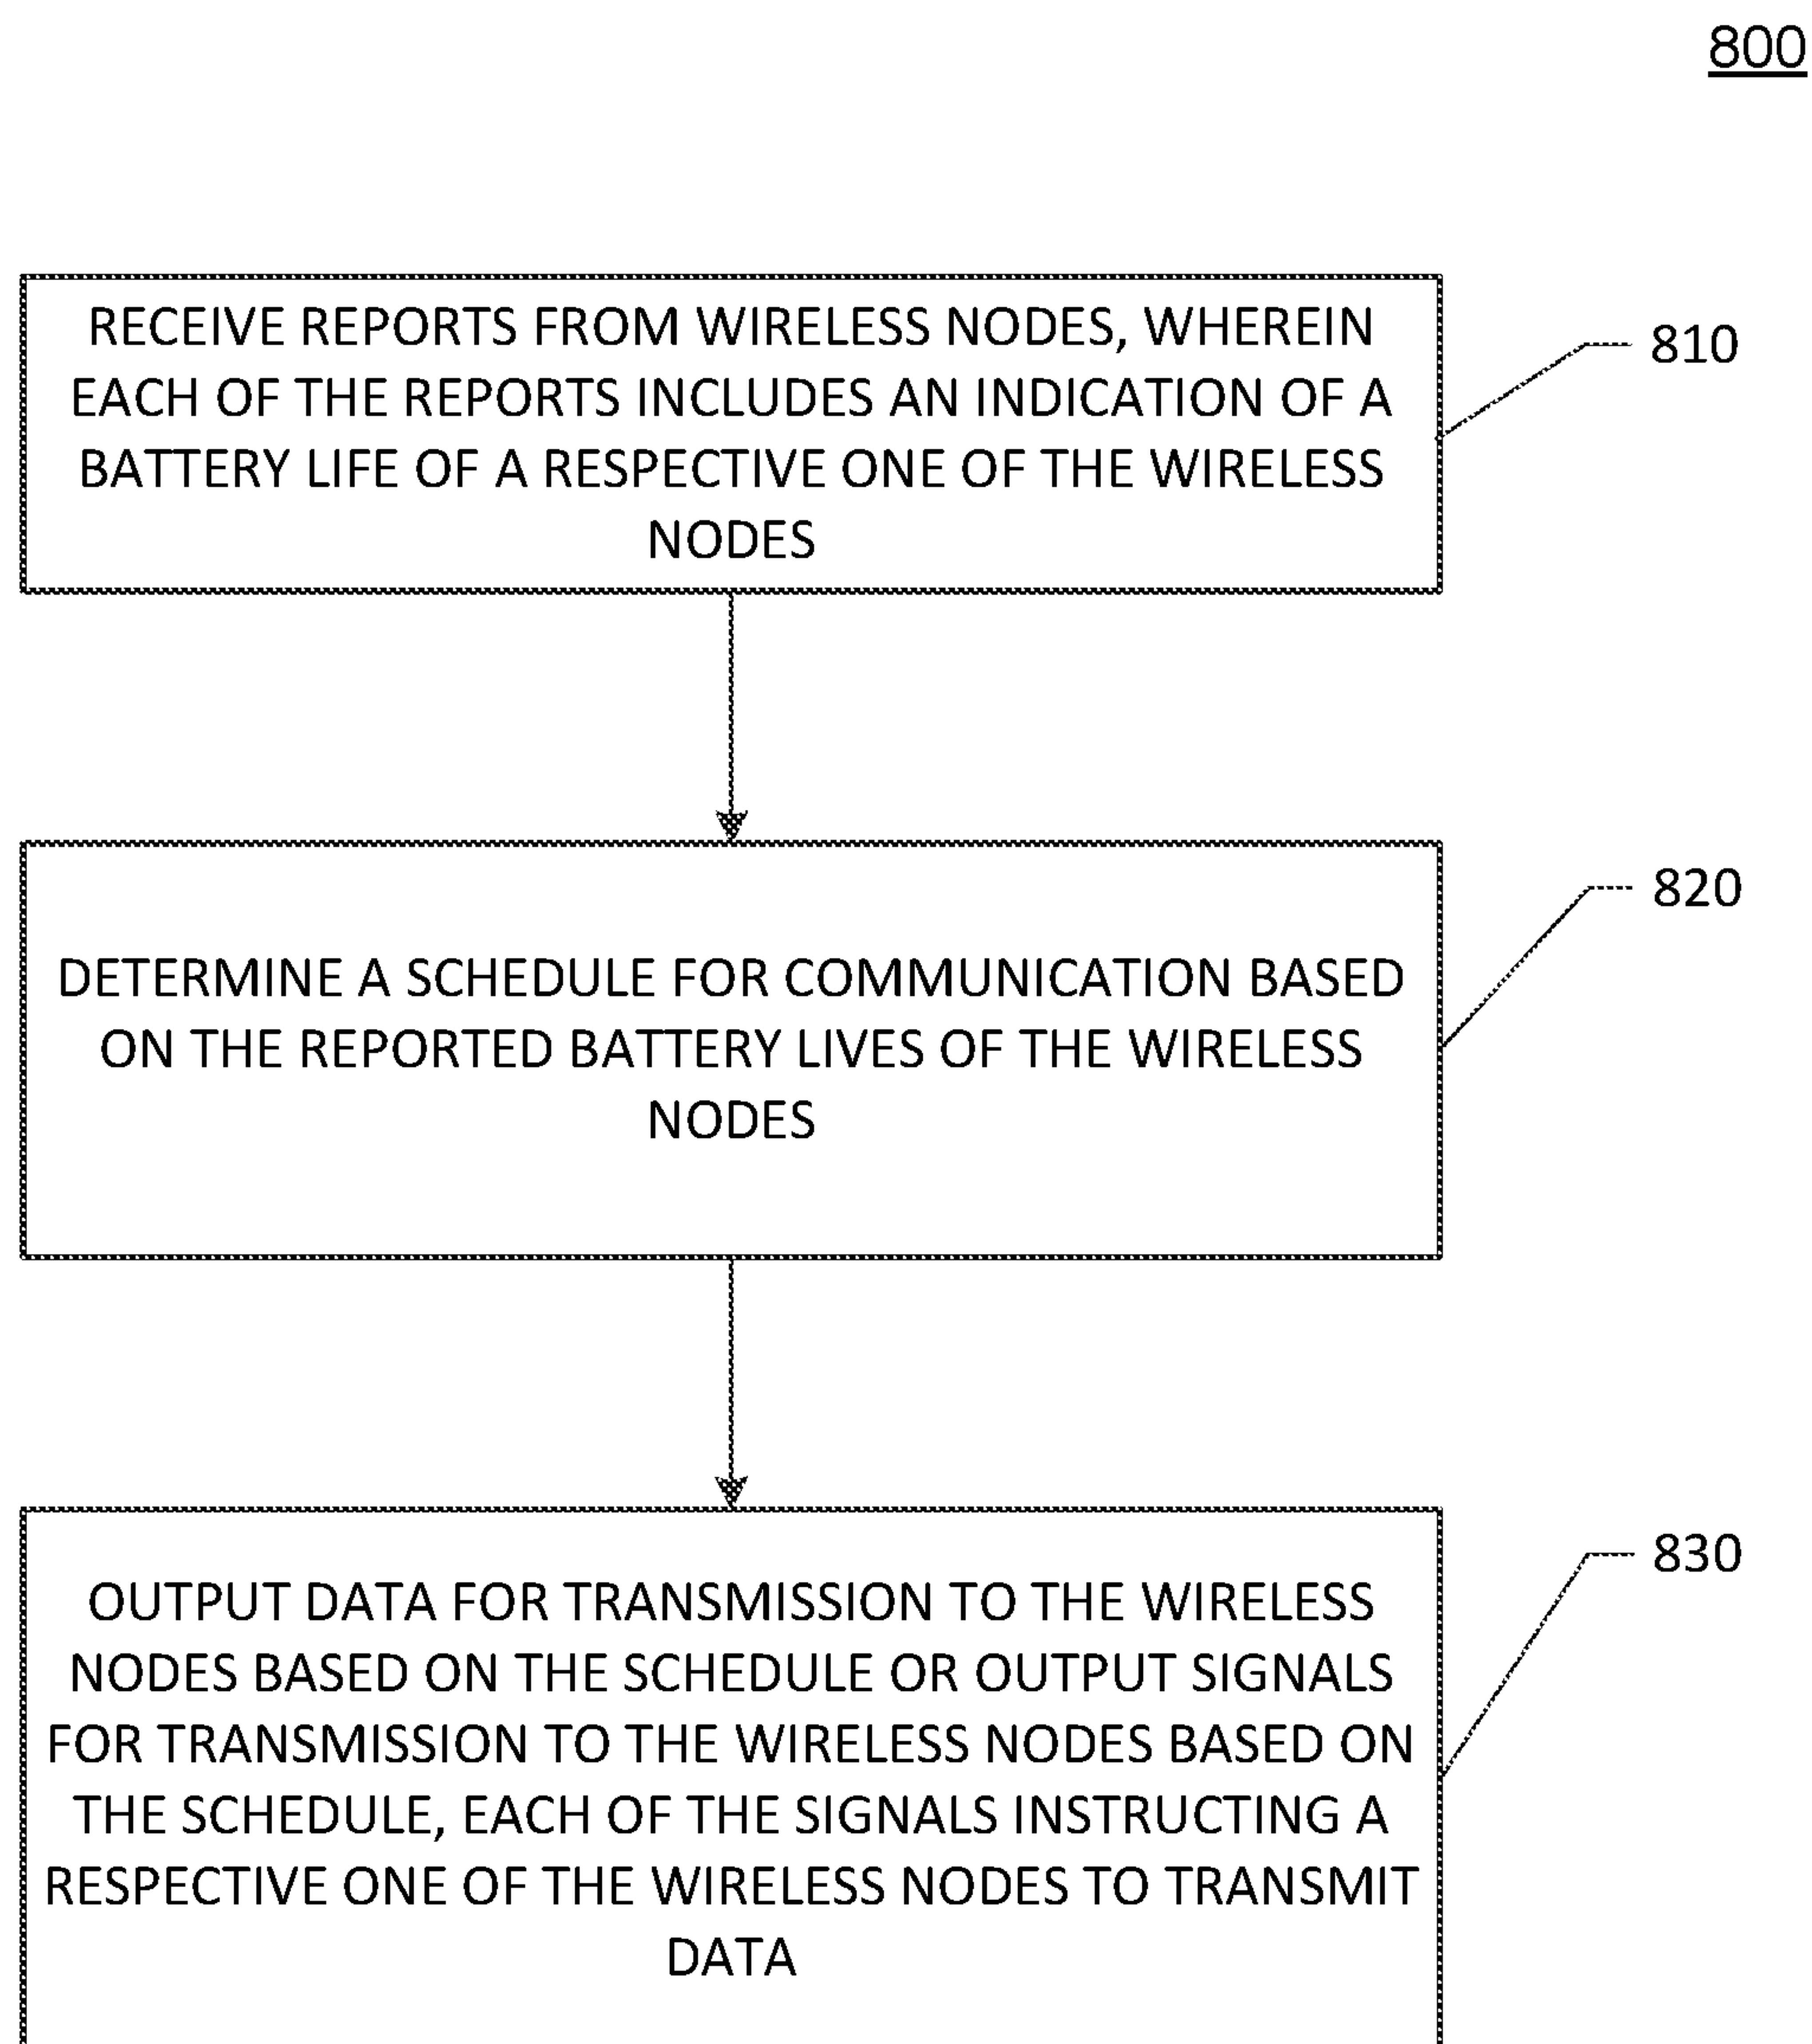 800
RECEIVE REPORTS FROM WIRELESS NODES, WHEREIN
EACH OF THE REPORTS INCLUDES AN INDICATION OF A
BATTERY LIFE OF A RESPECTIVE ONE OF THE WIRELESS
NODES
810
DETERMINE A SCHEDULE FOR COMMUNICATION BASED
ON THE REPORTED BATTERY LIVES OF THE WIRELESS
NODES
820
OUTPUT DATA FOR TRANSMISSION TO THE WIRELESS
NODES BASED ON THE SCHEDULE OR OUTPUT SIGNALS
FOR TRANSMISSION TO THE WIRELESS NODES BASED ON
THE SCHEDULE, EACH OF THE SIGNALS INSTRUCTING A
RESPECTIVE ONE OF THE WIRELESS NODES TO TRANSMIT
DATA
830